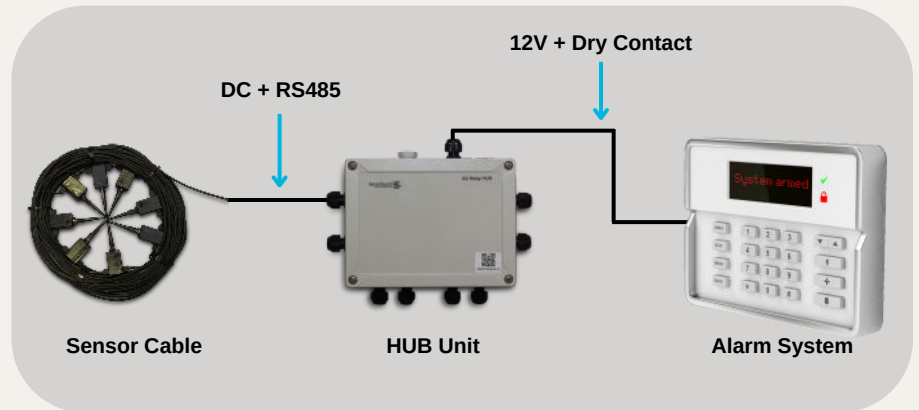 12V + Dry Contact
DC + RS485
System armed
Sensor Cable
HUB Unit
Alarm System